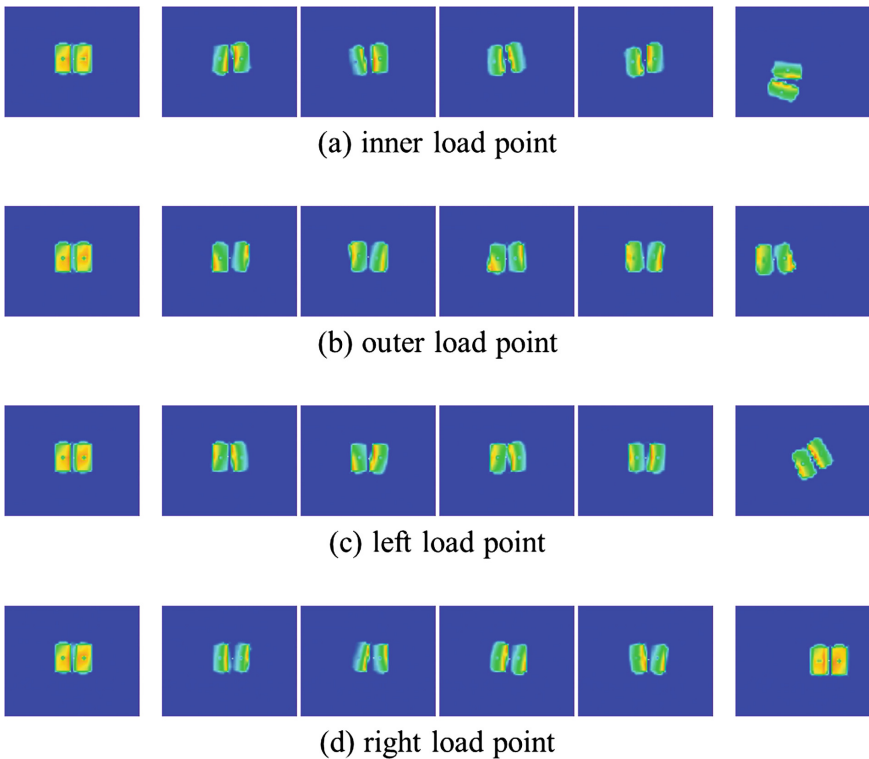 (a) inner load point
(b) outer load point
(c) left load point
(d) right load point